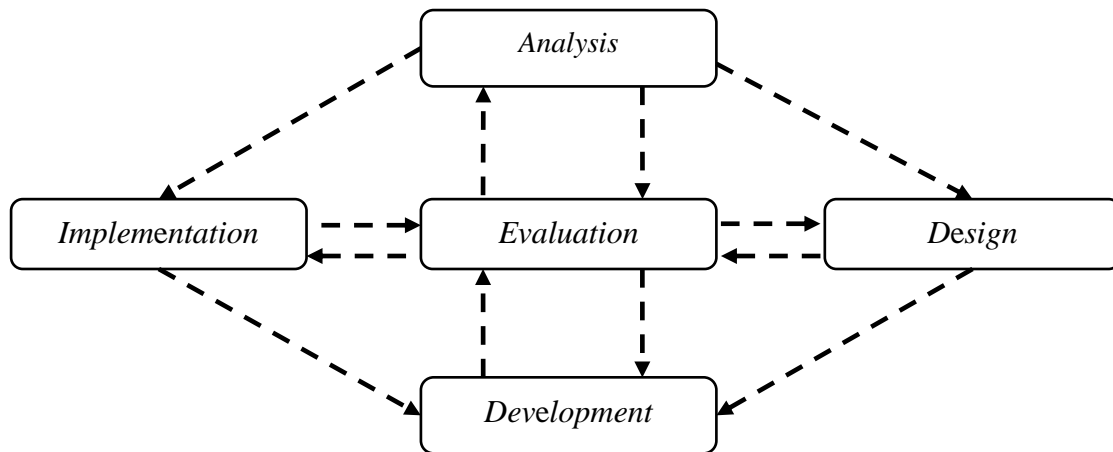 Analysis
Implementation
Evaluation
Design
Development